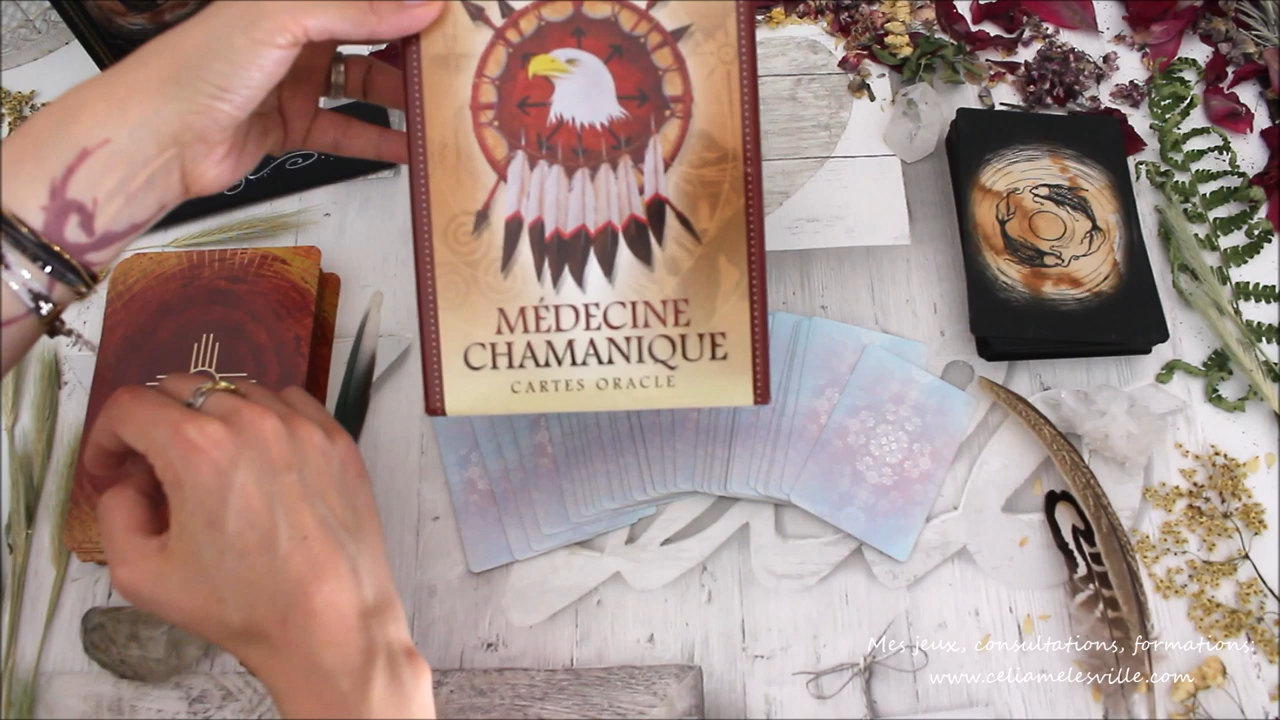 MÉDECINE
CHAMANIQUE
CARTES ORACLE
Mes jeux, consultations, formations:
www.celiamelesville.com